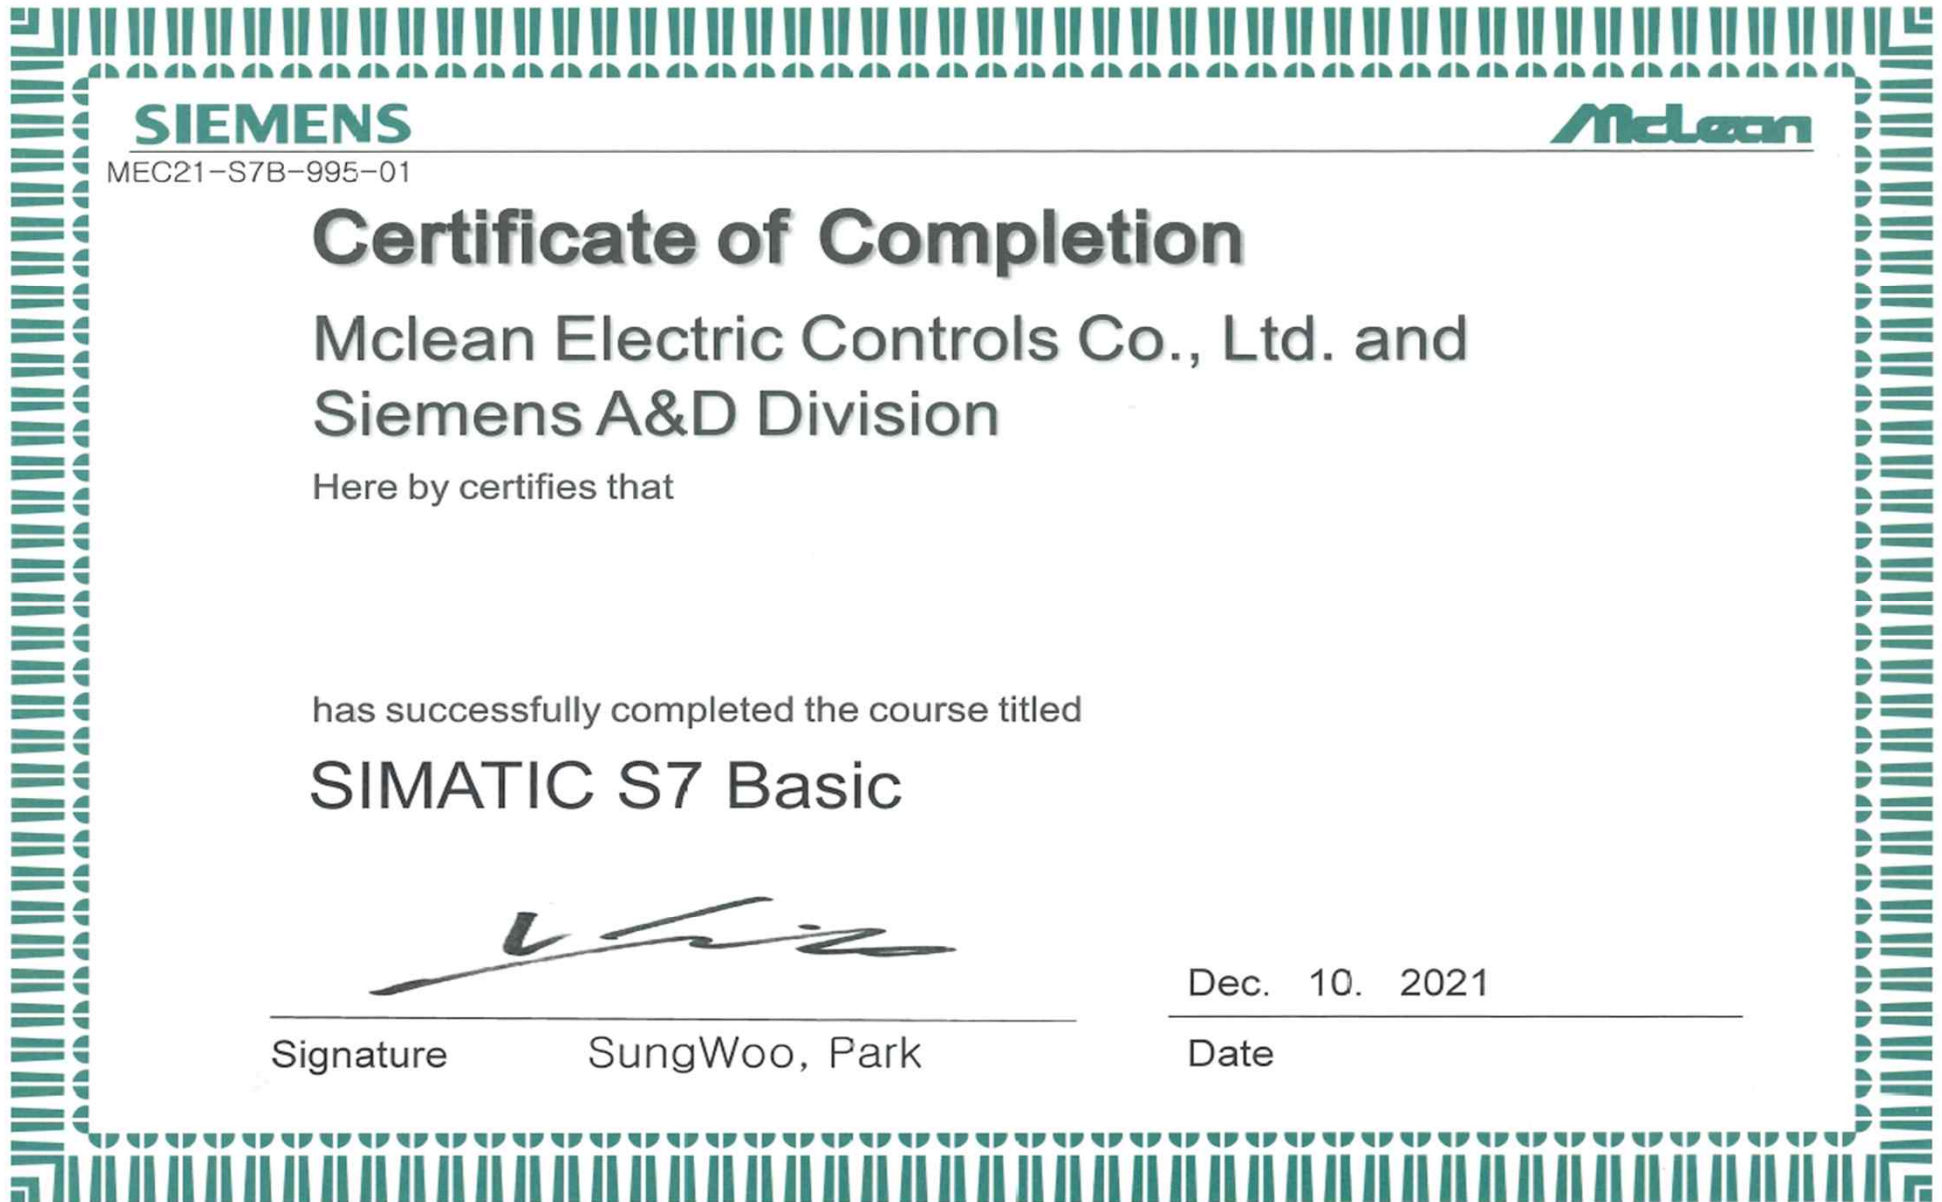 SIEMENS
McLean
MEC21-S7B-995-01
Certificate of Completion
Mclean Electric Controls Co., Ltd. and
Siemens A&D Division
Here by certifies that
has successfully completed the course titled
SIMATIC S7 Basic
Dec. 10. 2021
Signature SungWoo, Park
Date